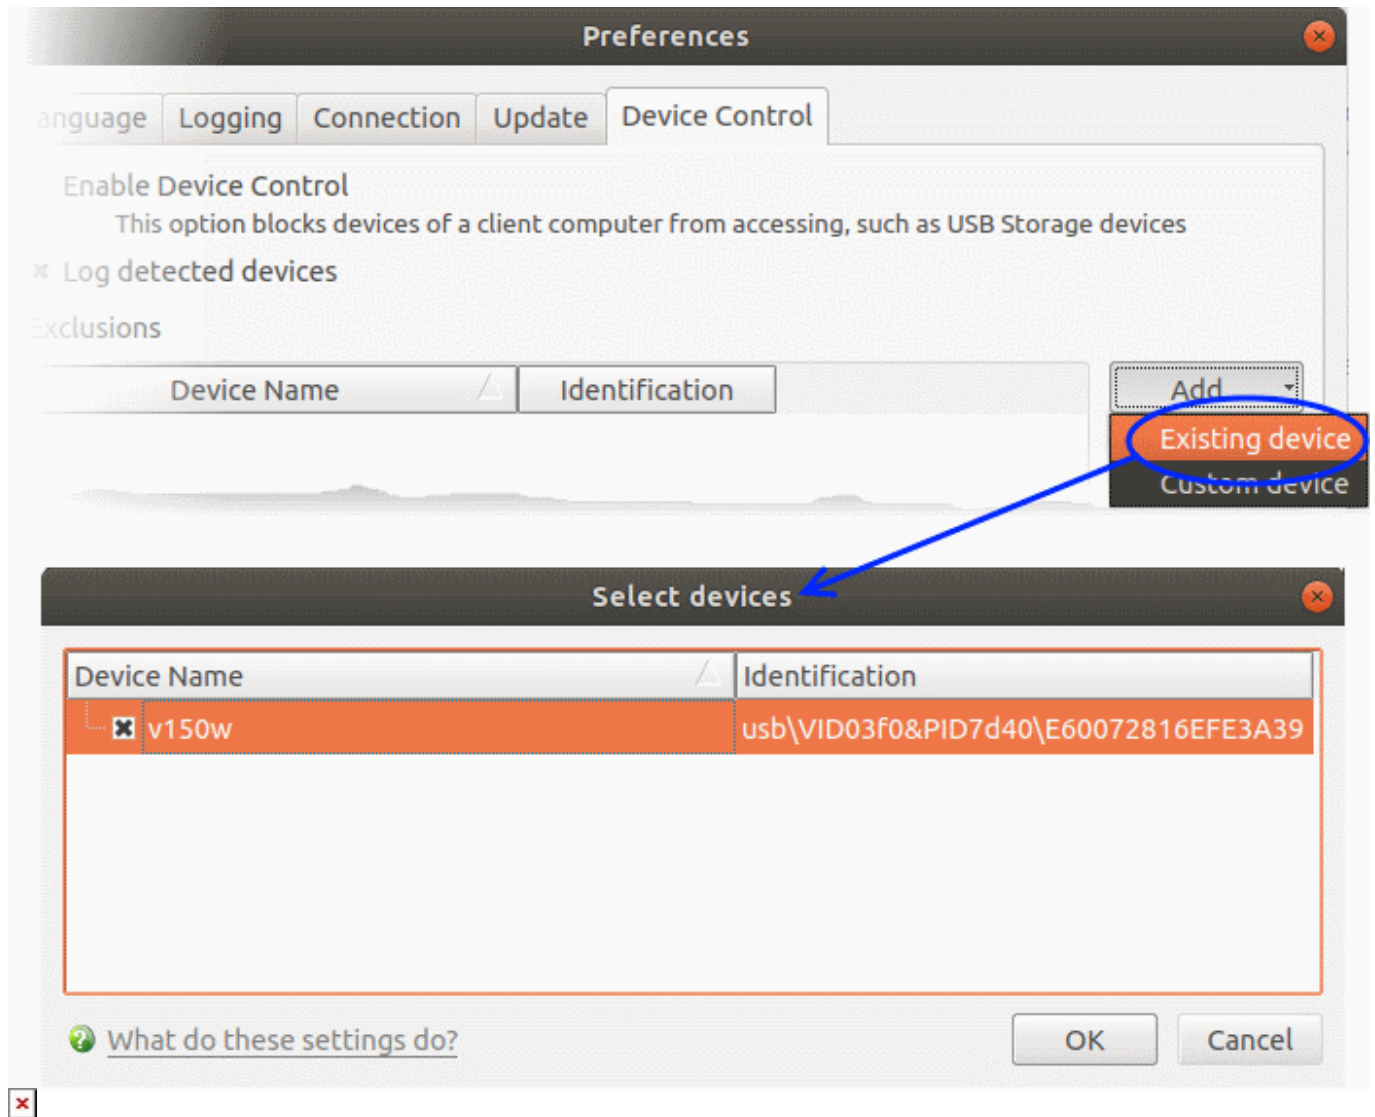 Preferences
anguage Logging Connection Update Device Control
Enable Device Control
This option blocks devices of a client computer from accessing, such as USB Storage devices
Log detected devices
Exclusions
Device Name Identification Add
Existing device
Custom device
Select devices
Device Name Identification
v150w usb\VID03f0&PID7d40\E60072816EFE3A39
What do these settings do? OK Cancel